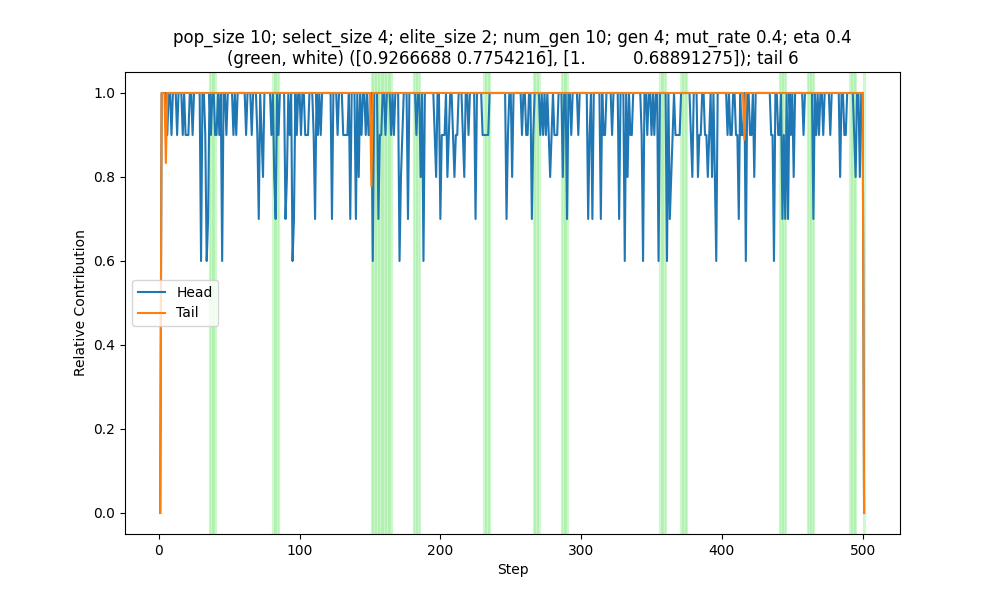 pop_size 10; select_size 4; elite_size 2; num_gen 10; gen 4; mut_rate 0.4; eta 0.4
(green, white) ([0.9266688 0.7754216], [1.         0.68891275]); tail 6
1.0
0.8
0.6
0.4
0.2
0.0
Relative Contribution
Head
Tail
0 100 200 300 400 500
Step